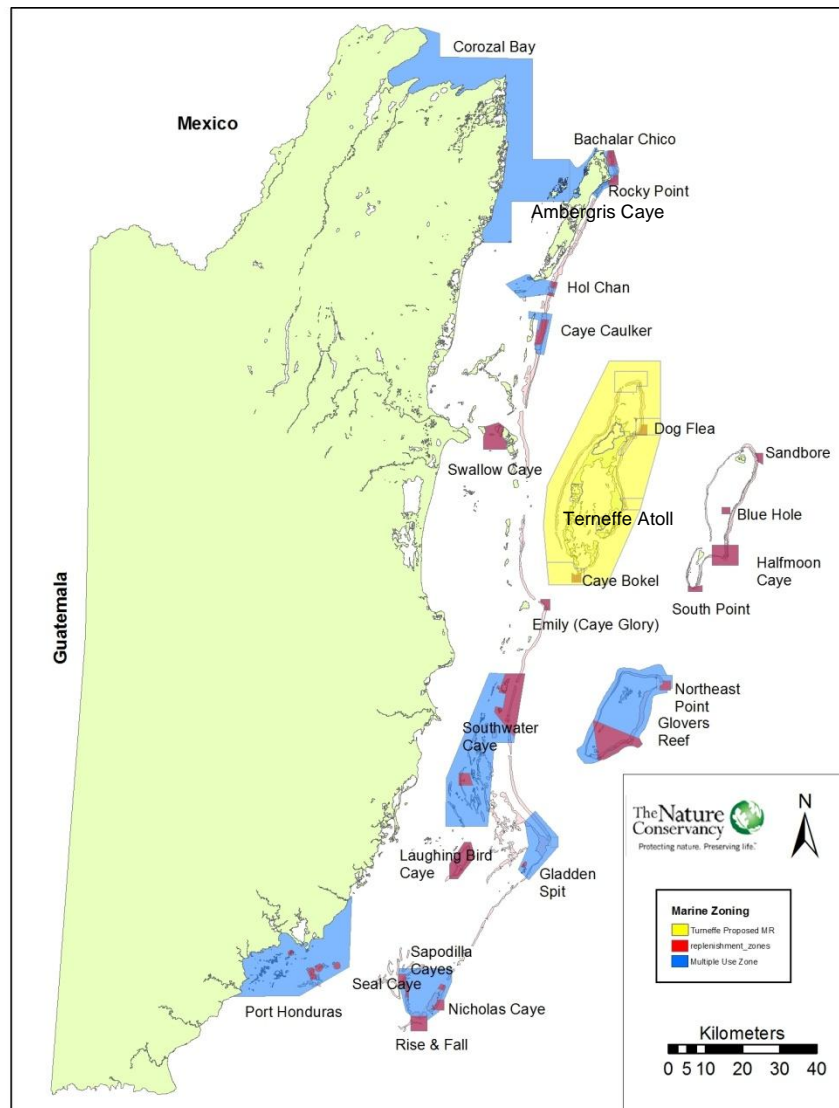 Corozal Bay
Mexico
Bachalar Chico
Rocky Point
Ambergris Caye
Hol Chan
Caye Caulker
Dog Flea
Swallow Caye
Sandbore
Blue Hole
Terneffe Atoll
Halfmoon
Caye
Caye Bokel
South Point
Guatemala
Emily (Caye Glory)
Northeast
Point
Glovers
Reef
Southwater
Caye
Laughing Bird
Caye
Gladden
Spit
Sapodilla
Cayes
Seal Caye
Nicholas Caye
Port Honduras
Rise & Fall
The Nature
Conservancy
Protecting nature. Preserving life.™
N
Marine Zoning
Turneffe Proposed MR
replenishment_zones
Multiple Use Zone
Kilometers
0 5 10 20 30 40